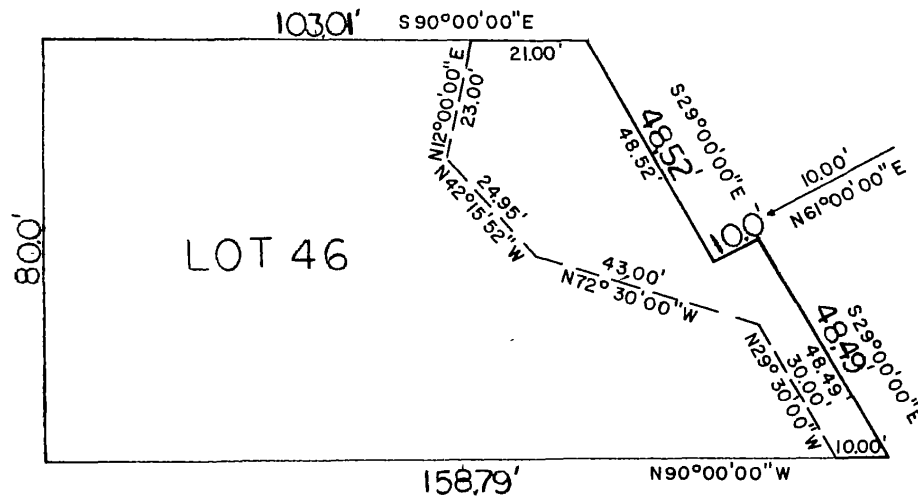 103.01' S90°00'00"E
21.00'
N12°00'00"E
23.00'
S29°00'00"E
48.52'
48.52'
10.00'
N61°00'00"E
10.0'
24.95'
N42°15'52"W
80.0'
LOT 46
43.00'
N72°30'00"W
S29°00'00"E
48.49'
48.49'
30.00'
N29°30'00"W
10.00'
N90°00'00"W
158.79'